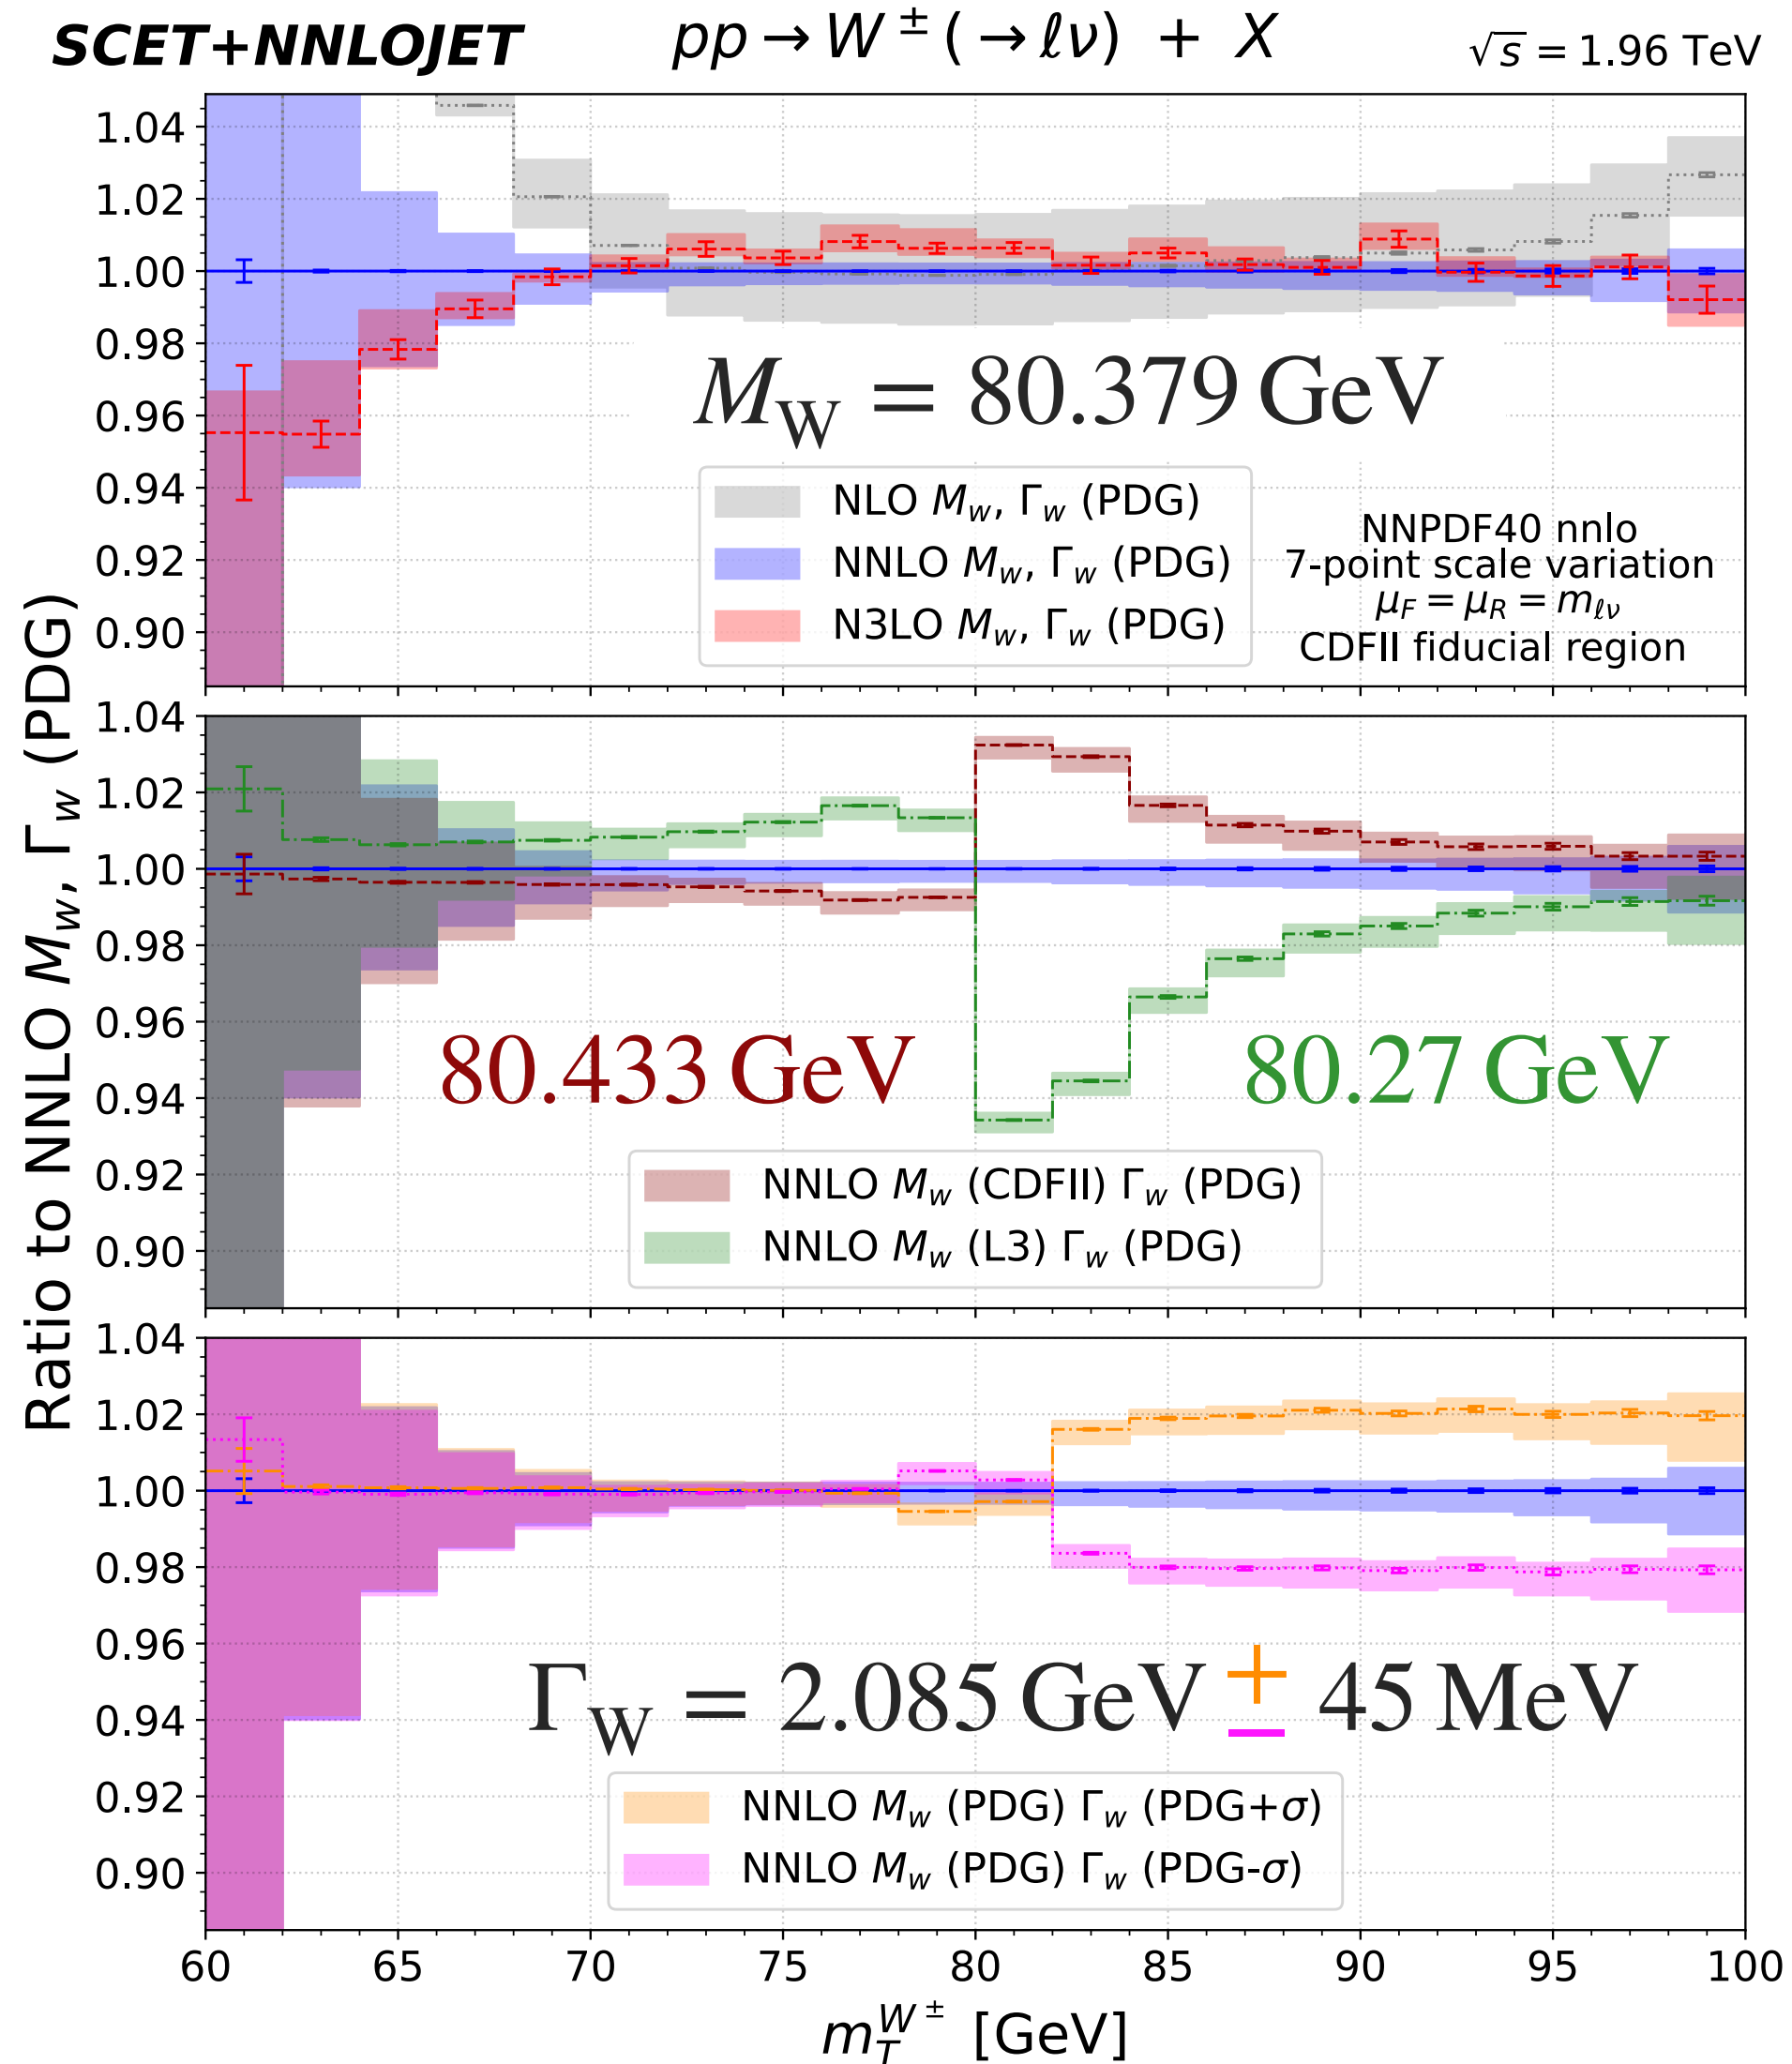 SCET+NNLOJET
pp → W± (→ ℓν) + X
√s = 1.96 TeV
Ratio to NNLO M_w, Γ_w (PDG)
1.04
1.02
1.00
0.98
0.96
0.94
0.92
0.90
M_W = 80.379 GeV
NLO M_w, Γ_w (PDG)
NNLO M_w, Γ_w (PDG)
N3LO M_w, Γ_w (PDG)
NNPDF40 nnlo
7-point scale variation
μ_F = μ_R = m_ℓν
CDFII fiducial region
1.04
1.02
1.00
0.98
0.96
0.94
0.92
0.90
80.433 GeV
80.27 GeV
NNLO M_w (CDFII) Γ_w (PDG)
NNLO M_w (L3) Γ_w (PDG)
1.04
1.02
1.00
0.98
0.96
0.94
0.92
0.90
Γ_W = 2.085 GeV ± 45 MeV
NNLO M_w (PDG) Γ_w (PDG+σ)
NNLO M_w (PDG) Γ_w (PDG-σ)
60 65 70 75 80 85 90 95 100
m_T^W± [GeV]